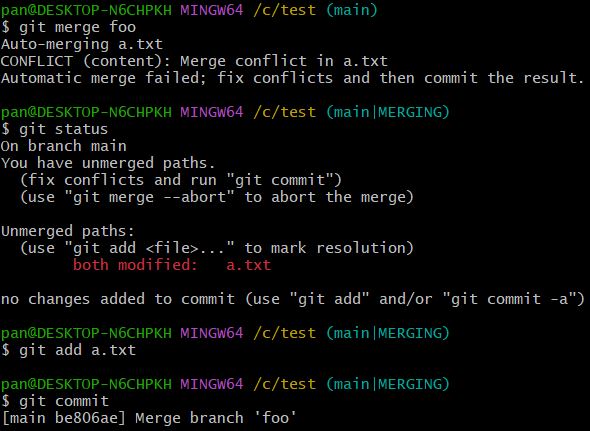 pan@DESKTOP-N6CHPKH MINGW64 /c/test (main)
$ git merge foo
Auto-merging a.txt
CONFLICT (content): Merge conflict in a.txt
Automatic merge failed; fix conflicts and then commit the result.
pan@DESKTOP-N6CHPKH MINGW64 /c/test (main|MERGING)
$ git status
On branch main
You have unmerged paths.
  (fix conflicts and run "git commit")
  (use "git merge --abort" to abort the merge)
Unmerged paths:
  (use "git add <file>..." to mark resolution)
        both modified:   a.txt
no changes added to commit (use "git add" and/or "git commit -a")
pan@DESKTOP-N6CHPKH MINGW64 /c/test (main|MERGING)
$ git add a.txt
pan@DESKTOP-N6CHPKH MINGW64 /c/test (main|MERGING)
$ git commit
[main be806ae] Merge branch 'foo'